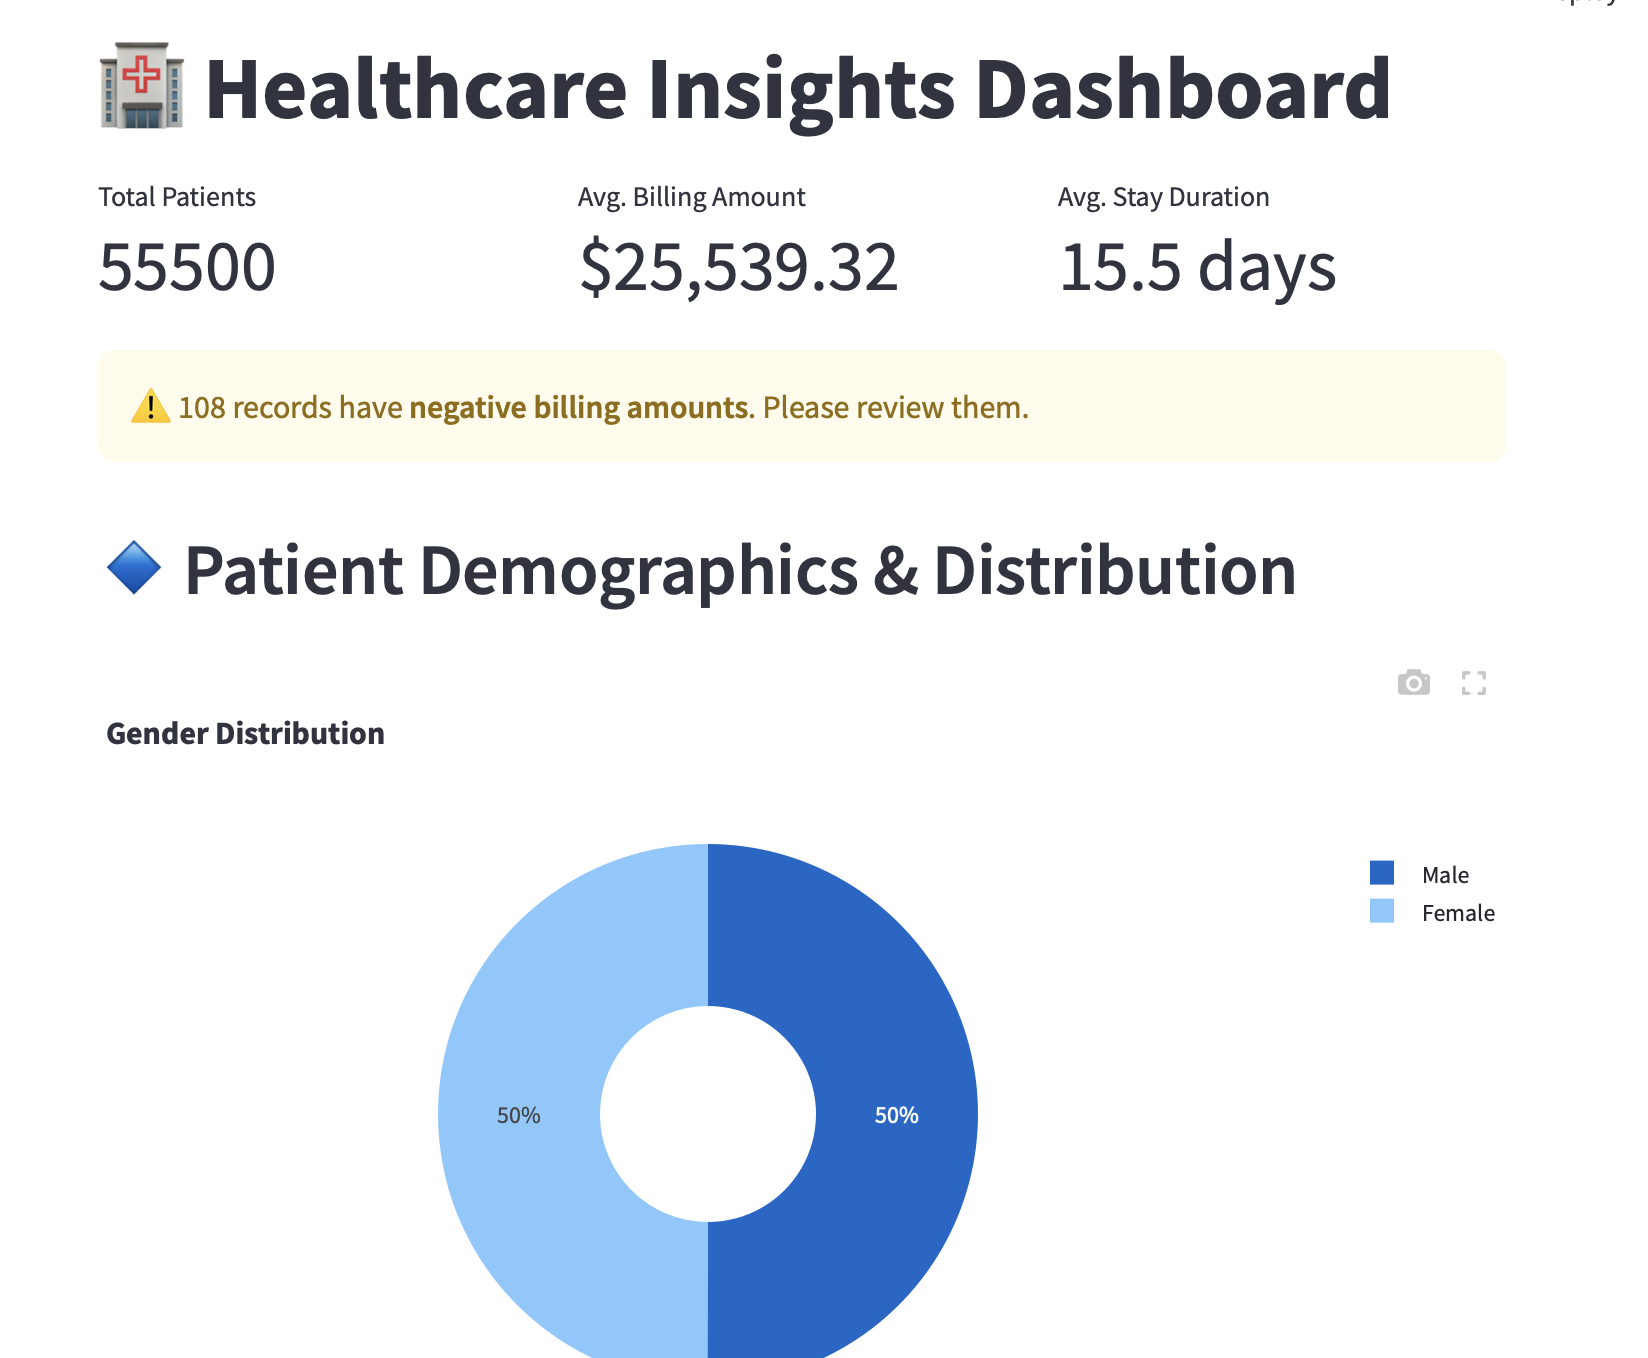 Healthcare Insights Dashboard
Total Patients
55500
Avg. Billing Amount
$25,539.32
Avg. Stay Duration
15.5 days
108 records have negative billing amounts. Please review them.
Patient Demographics & Distribution
Gender Distribution
Male
Female
50%
50%